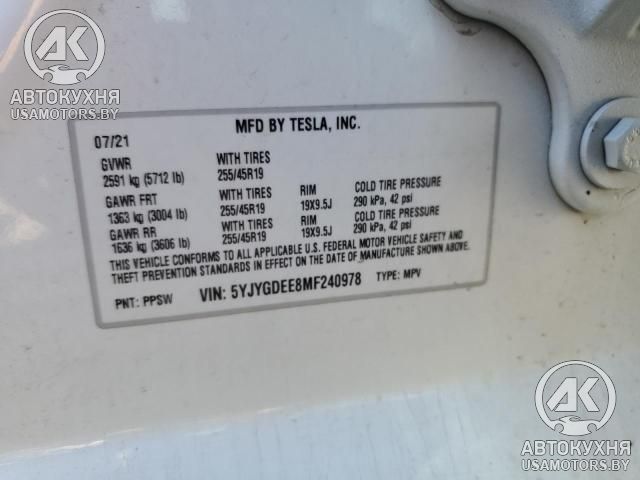 AK
АВТОКУХНЯ
USAMOTORS.BY
MFD BY TESLA, INC.
07/21
GVWR WITH TIRES
2591 kg (5712 lb) 255/45R19
GAWR FRT WITH TIRES RIM COLD TIRE PRESSURE
1363 kg (3004 lb) 255/45R19 19X9.5J 290 kPa, 42 psi
GAWR RR WITH TIRES RIM COLD TIRE PRESSURE
1636 kg (3606 lb) 255/45R19 19X9.5J 290 kPa, 42 psi
THIS VEHICLE CONFORMS TO ALL APPLICABLE U.S. FEDERAL MOTOR VEHICLE SAFETY AND
THEFT PREVENTION STANDARDS IN EFFECT ON THE DATE OF MANUFACTURE SHOWN ABOVE.
PNT: PPSW VIN: 5YJYGDEE8MF240978 TYPE: MPV
AK
АВТОКУХНЯ
USAMOTORS.BY